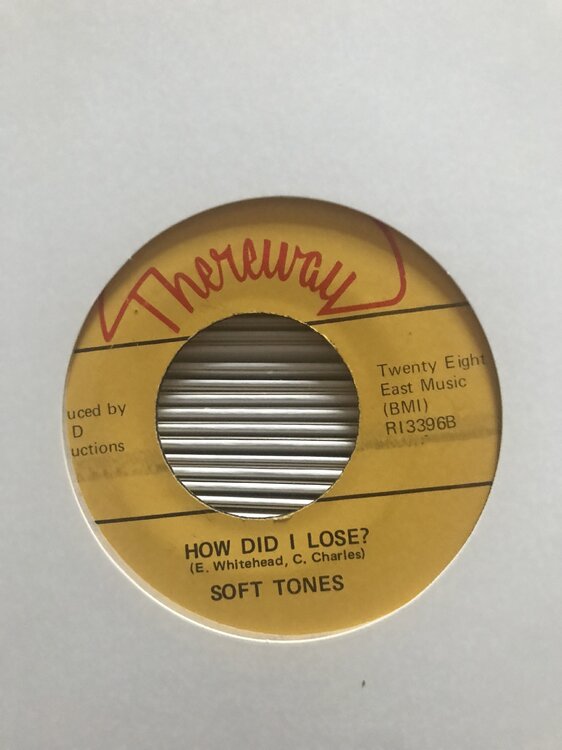 Thereway
uced by
D
uctions
Twenty Eight
East Music
(BMI)
RI3396B
HOW DID I LOSE?
(E. Whitehead, C. Charles)
SOFT TONES